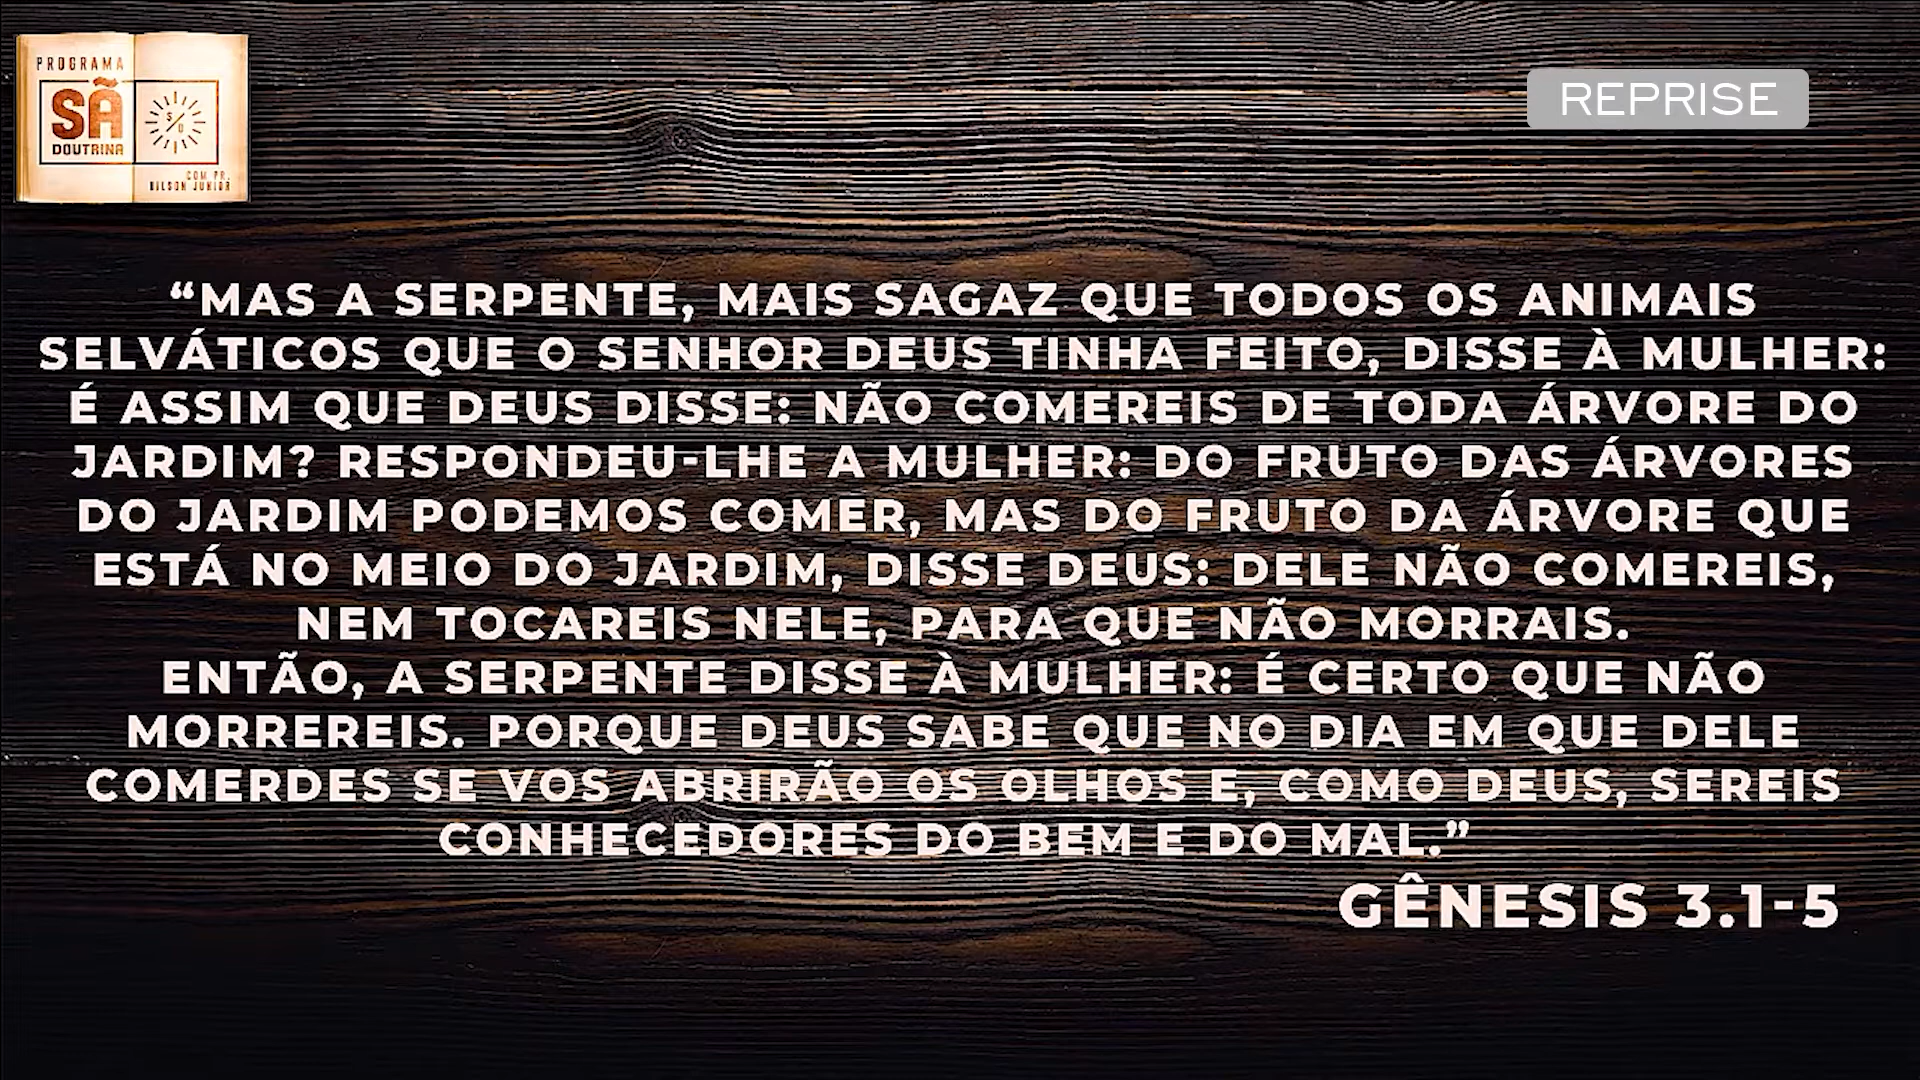 PROGRAMA
SÃ
DOUTRINA
S/D
COM PR.
REPRISE
“MAS A SERPENTE, MAIS SAGAZ QUE TODOS OS ANIMAIS
SELVÁTICOS QUE O SENHOR DEUS TINHA FEITO, DISSE À MULHER:
É ASSIM QUE DEUS DISSE: NÃO COMEREIS DE TODA ÁRVORE DO
JARDIM? RESPONDEU-LHE A MULHER: DO FRUTO DAS ÁRVORES
DO JARDIM PODEMOS COMER, MAS DO FRUTO DA ÁRVORE QUE
ESTÁ NO MEIO DO JARDIM, DISSE DEUS: DELE NÃO COMEREIS,
NEM TOCAREIS NELE, PARA QUE NÃO MORRAIS.
ENTÃO, A SERPENTE DISSE À MULHER: É CERTO QUE NÃO
MORREREIS. PORQUE DEUS SABE QUE NO DIA EM QUE DELE
COMERDES SE VOS ABRIRÃO OS OLHOS E, COMO DEUS, SEREIS
CONHECEDORES DO BEM E DO MAL.”
GÊNESIS 3.1-5